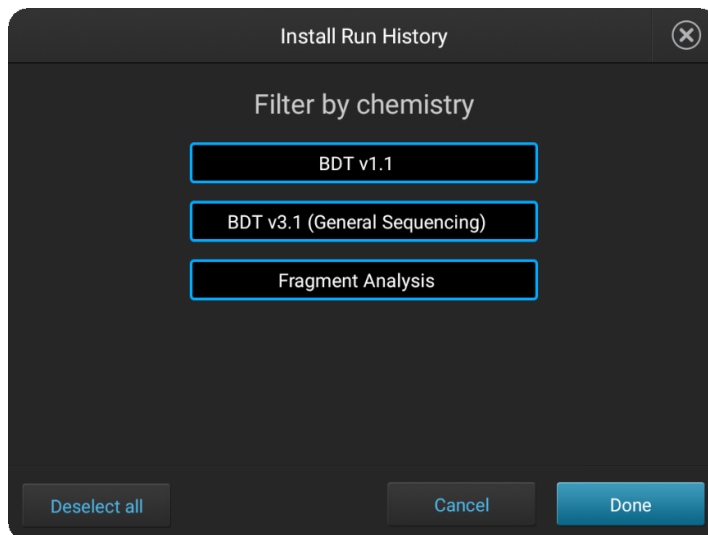 Install Run History
Filter by chemistry
BDT v1.1
BDT v3.1 (General Sequencing)
Fragment Analysis
Deselect all
Cancel
Done